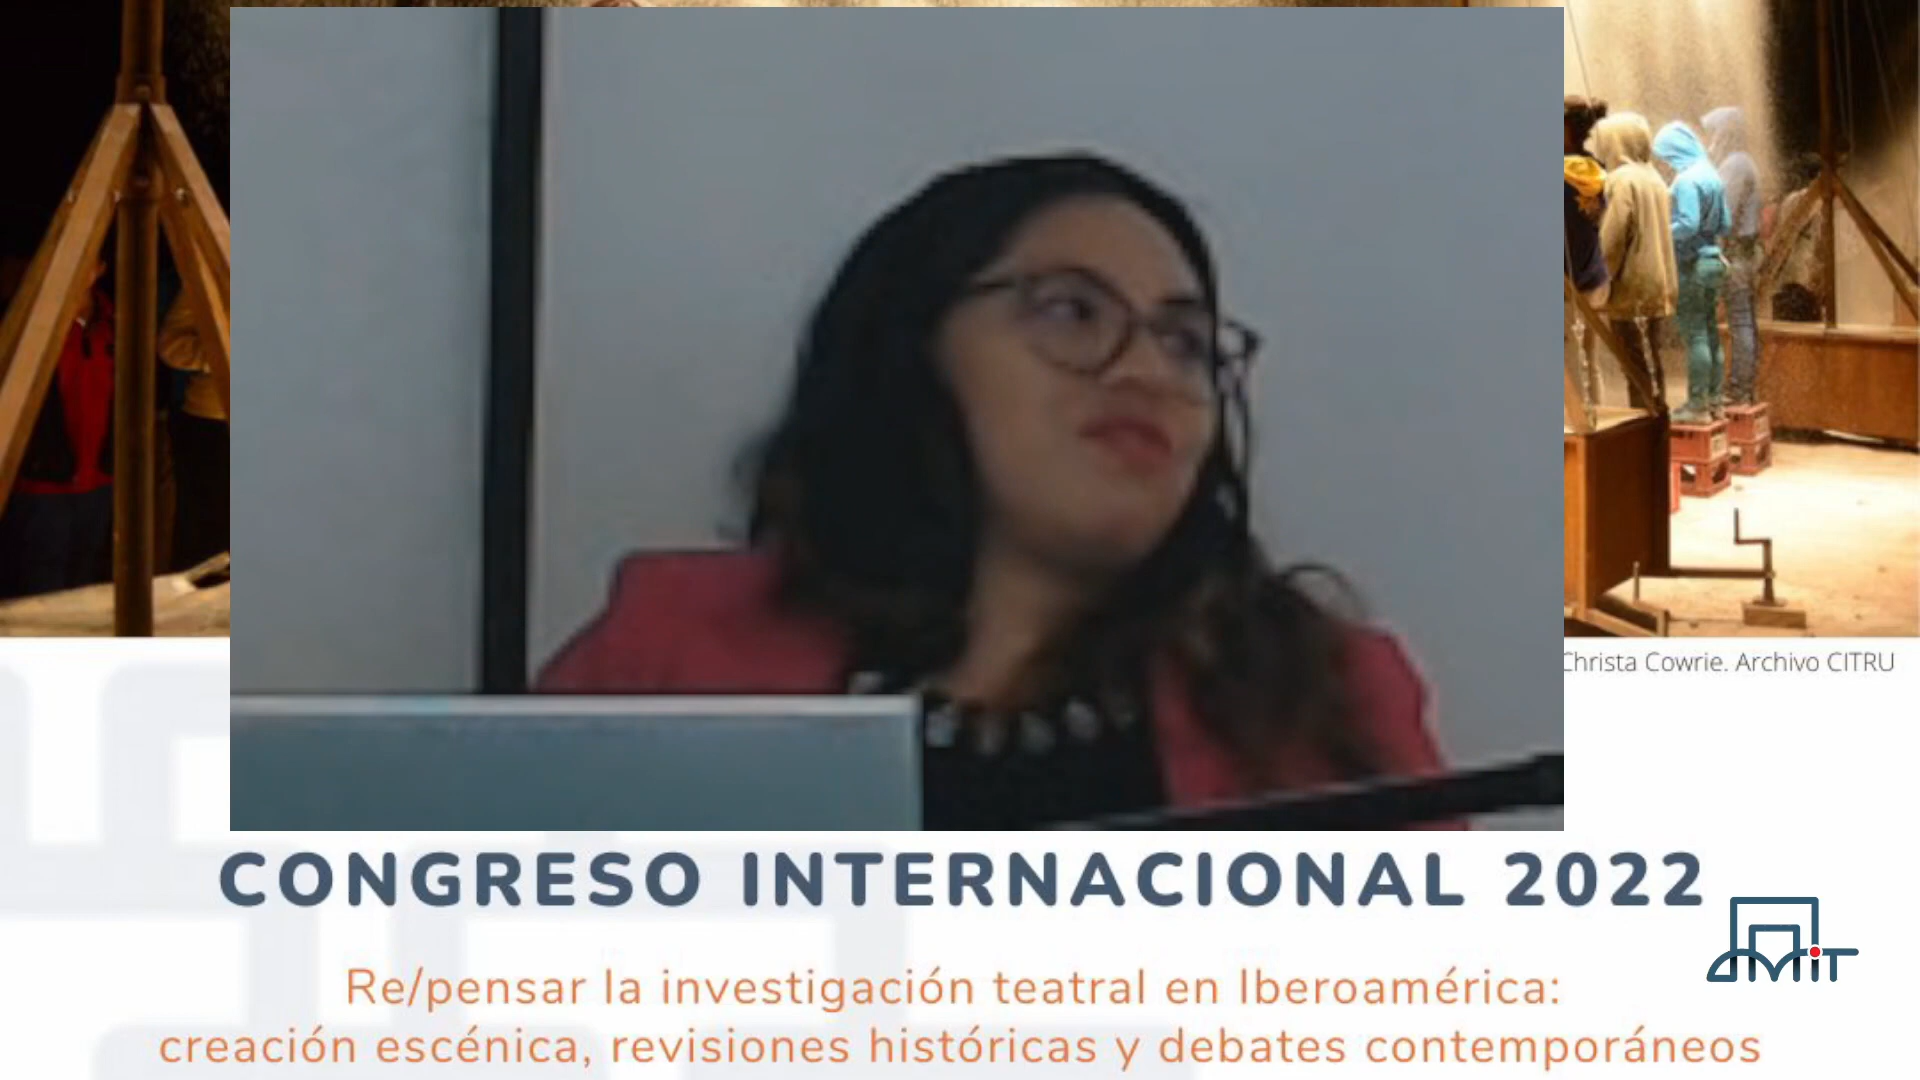 Christa Cowrie. Archivo CITRU
CONGRESO INTERNACIONAL 2022
AMiT
Re/pensar la investigación teatral en Iberoamérica:
creación escénica, revisiones históricas y debates contemporáneos